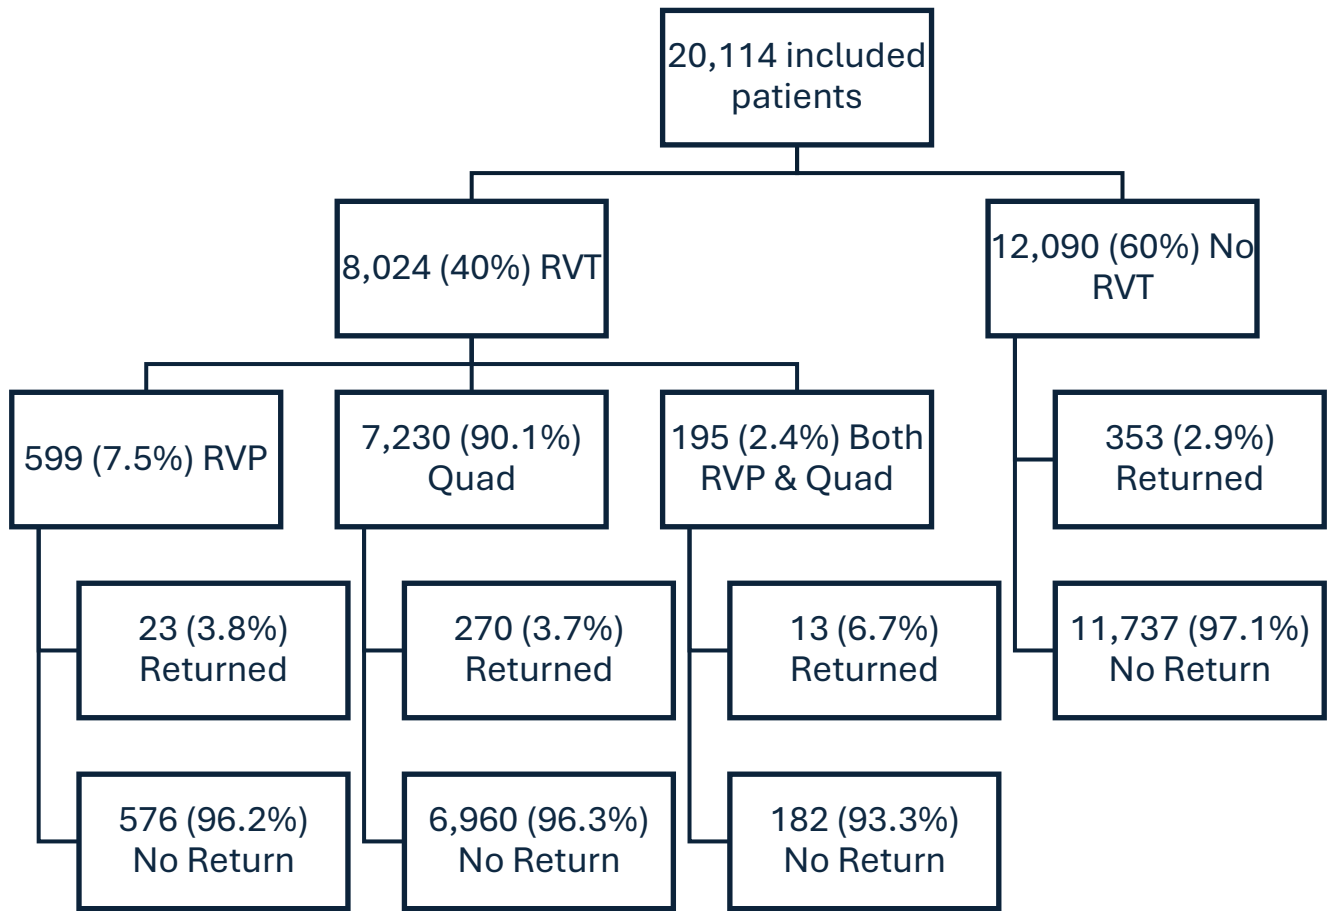 20,114 included
patients
8,024 (40%) RVT
12,090 (60%) No
RVT
599 (7.5%) RVP
7,230 (90.1%)
Quad
195 (2.4%) Both
RVP & Quad
353 (2.9%)
Returned
23 (3.8%)
Returned
270 (3.7%)
Returned
13 (6.7%)
Returned
11,737 (97.1%)
No Return
576 (96.2%)
No Return
6,960 (96.3%)
No Return
182 (93.3%)
No Return